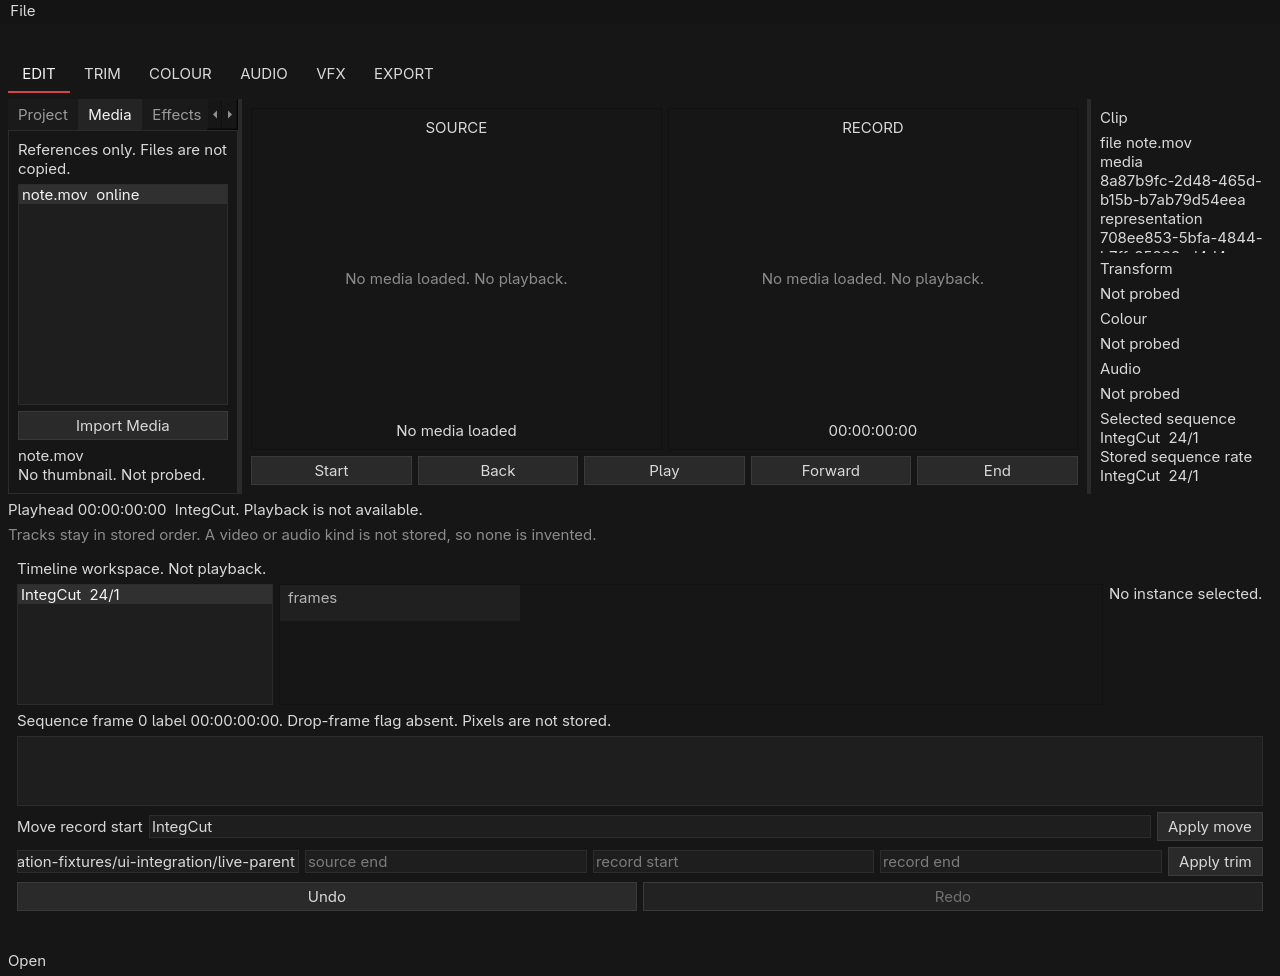 File
EDIT TRIM COLOUR AUDIO VFX EXPORT
Project Media Effects
References only. Files are not
copied.
note.mov  online
Import Media
note.mov
No thumbnail. Not probed.
SOURCE
No media loaded. No playback.
No media loaded
RECORD
No media loaded. No playback.
00:00:00:00
Start Back Play Forward End
Clip
file note.mov
media
8a87b9fc-2d48-465d-
b15b-b7ab79d54eea
representation
708ee853-5bfa-4844-
Transform
Not probed
Colour
Not probed
Audio
Not probed
Selected sequence
IntegCut  24/1
Stored sequence rate
IntegCut  24/1
Playhead 00:00:00:00  IntegCut. Playback is not available.
Tracks stay in stored order. A video or audio kind is not stored, so none is invented.
Timeline workspace. Not playback.
IntegCut  24/1
frames
No instance selected.
Sequence frame 0 label 00:00:00:00. Drop-frame flag absent. Pixels are not stored.
Move record start IntegCut Apply move
ation-fixtures/ui-integration/live-parent source end record start record end Apply trim
Undo Redo
Open